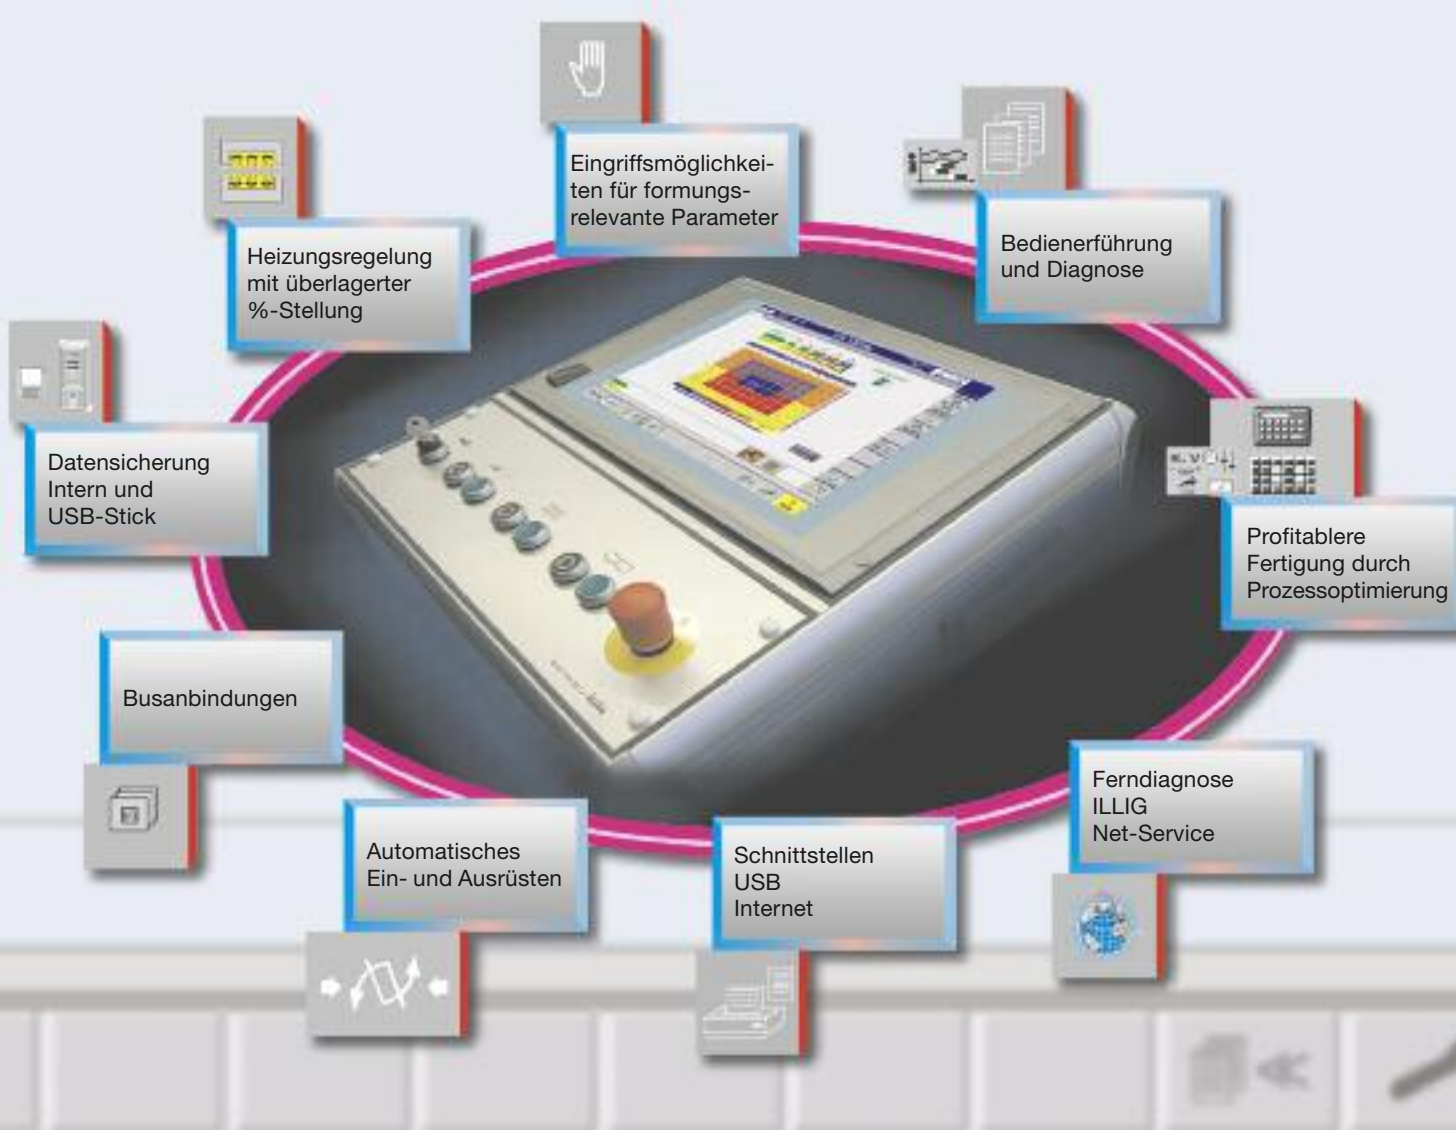 Eingriffsmöglichkei-
ten für formungs-
relevante Parameter
Bedienerführung
und Diagnose
Heizungsregelung
mit überlagerter
%-Stellung
Datensicherung
Intern und
USB-Stick
Profitablere
Fertigung durch
Prozessoptimierung
Busanbindungen
Ferndiagnose
ILLIG
Net-Service
Automatisches
Ein- und Ausrüsten
Schnittstellen
USB
Internet